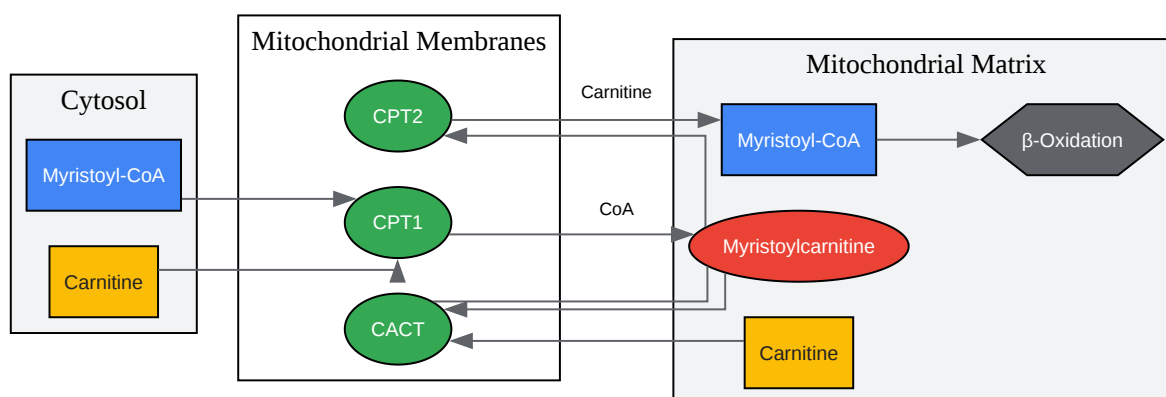 Cytosol
Myristoyl-CoA
Carnitine
Mitochondrial Membranes
CPT2
CPT1
CACT
Carnitine
CoA
Mitochondrial Matrix
Myristoyl-CoA
β-Oxidation
Myristoylcarnitine
Carnitine